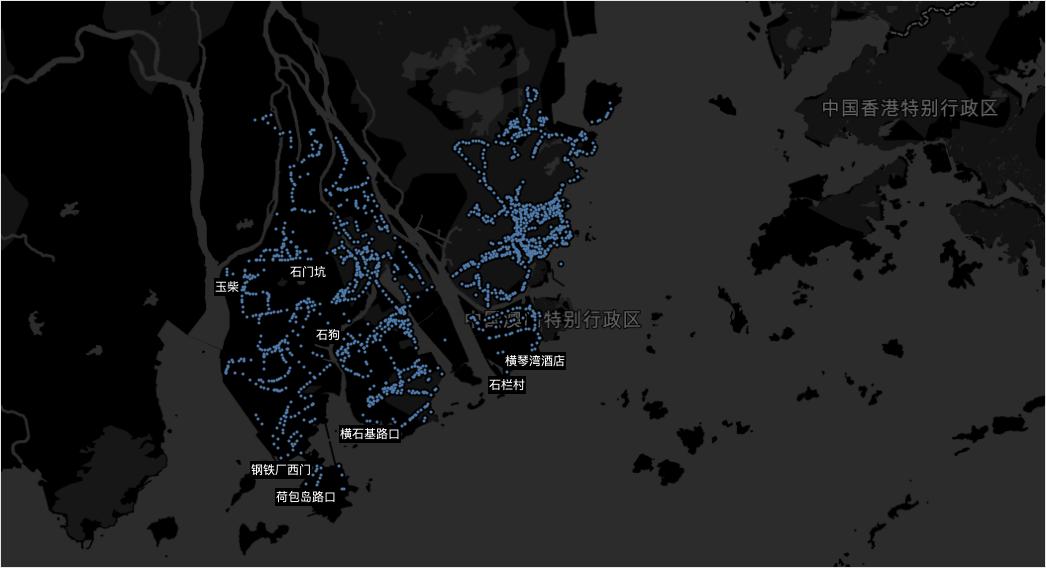 中国香港特别行政区
石门坑
玉柴
中国澳门特别行政区
石狗
横琴湾酒店
石栏村
横石基路口
钢铁厂西门
荷包岛路口